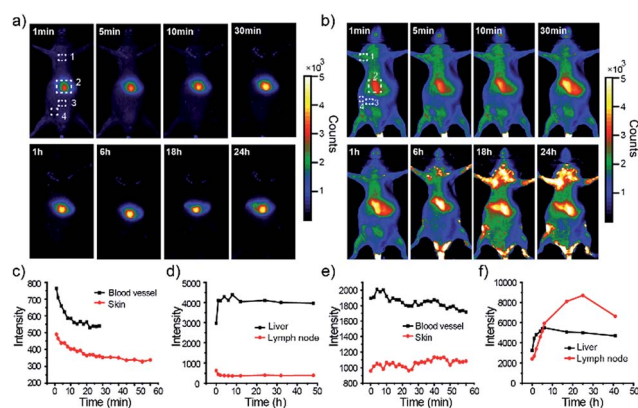 a)
1min
5min
10min
30min
1
2
3
4
1h
6h
18h
24h
×10³
5
4
3
2
1
Counts
b)
1min
5min
10min
30min
1
2
3
4
1h
6h
18h
24h
×10³
5
4
3
2
1
Counts
c)
800
700
600
500
400
300
200
Intensity
Blood vessel
Skin
0 10 20 30 40 50 60
Time (min)
d)
5000
4000
3000
2000
1000
0
Intensity
Liver
Lymph node
0 10 20 30 40 50
Time (h)
e)
2000
1800
1600
1400
1200
1000
800
Intensity
Blood vessel
Skin
0 10 20 30 40 50 60
Time (min)
f)
10000
8000
6000
4000
2000
0
Intensity
Liver
Lymph node
0 10 20 30 40 50
Time (h)